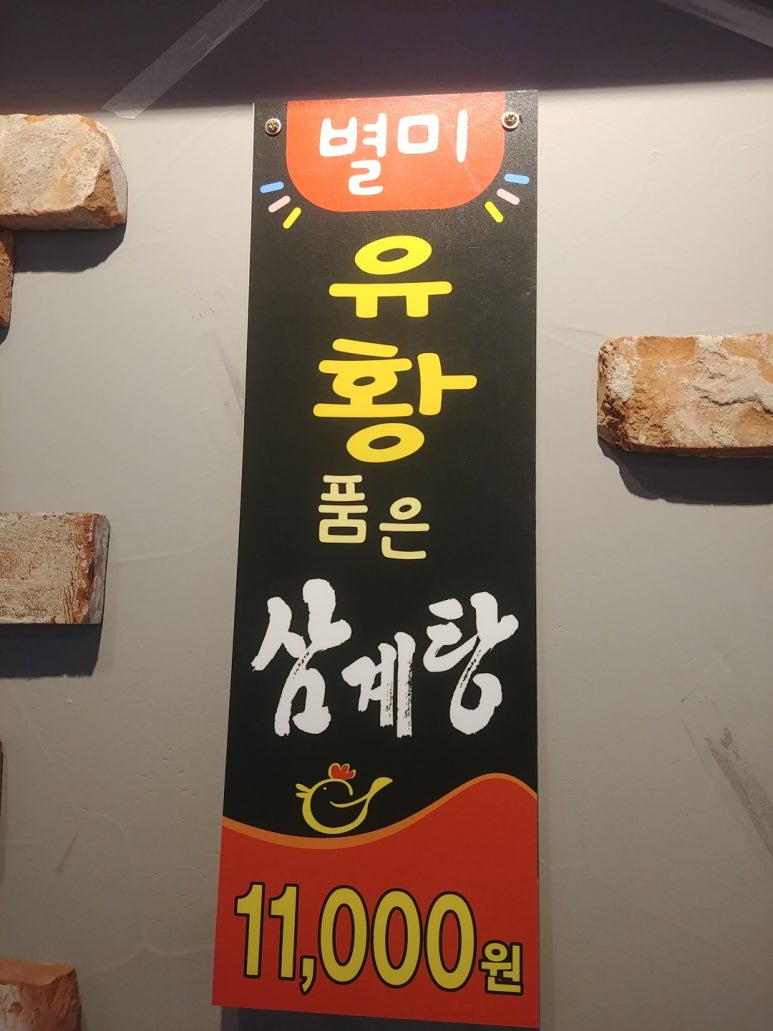 별미
유황
품은
삼계탕
11,000원